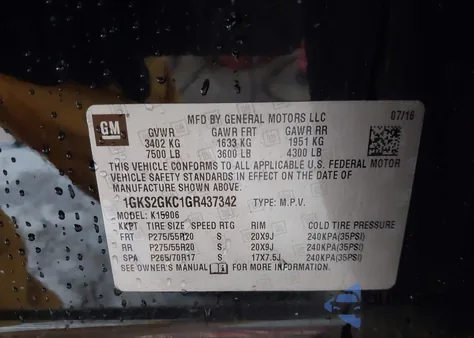 GM
MFD BY GENERAL MOTORS LLC 07/16
GVWR GAWR FRT GAWR RR
3402 KG 1633 KG 1951 KG
7500 LB 3600 LB 4300 LB
THIS VEHICLE CONFORMS TO ALL APPLICABLE U.S. FEDERAL MOTOR
VEHICLE SAFETY STANDARDS IN EFFECT ON THE DATE OF
MANUFACTURE SHOWN ABOVE.
1GKS2GKC1GR437342 TYPE: M.P.V.
MODEL: K15906
TIRE SIZE SPEED RTG RIM COLD TIRE PRESSURE
FRT P275/55R20 S 20X9J 240KPA(35PSI)
RR P275/55R20 S 20X9J 240KPA(35PSI)
SPA P265/70R17 S 17X7.5J 240KPA(35PSI)
SEE OWNER'S MANUAL FOR MORE INFORMATION.